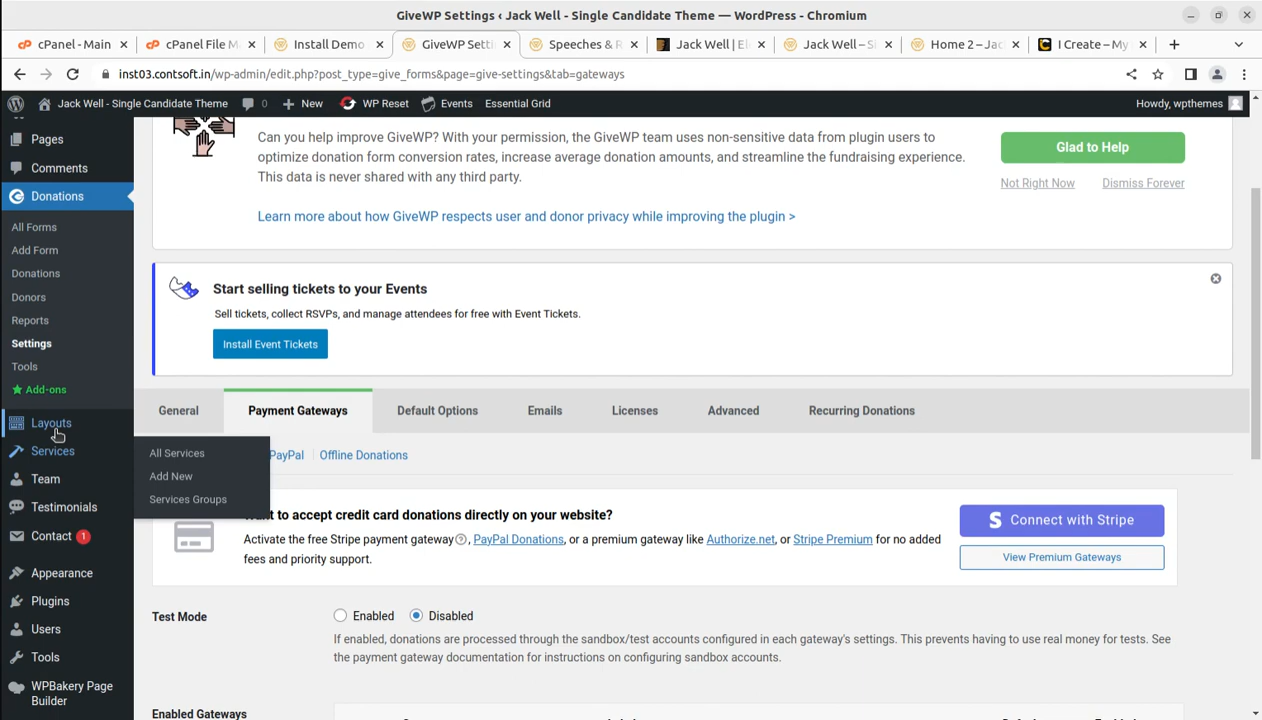 GiveWP Settings ‹ Jack Well - Single Candidate Theme — WordPress - Chromium
cPanel - Main
cPanel File M
Install Demo
GiveWP Setti
Speeches & R
Jack Well | El
Jack Well – Si
Home 2 – Jac
I Create – My
inst03.contsoft.in/wp-admin/edit.php?post_type=give_forms&page=give-settings&tab=gateways
Jack Well - Single Candidate Theme
0
New
WP Reset
Events
Essential Grid
Howdy, wpthemes
Pages
Comments
Donations
All Forms
Add Form
Donations
Donors
Reports
Settings
Tools
Add-ons
Layouts
Services
Team
Testimonials
Contact 1
Appearance
Plugins
Users
Tools
WPBakery Page
Builder
All Services
Add New
Services Groups
Can you help improve GiveWP? With your permission, the GiveWP team uses non-sensitive data from plugin users to
optimize donation form conversion rates, increase average donation amounts, and streamline the fundraising experience.
This data is never shared with any third party.
Learn more about how GiveWP respects user and donor privacy while improving the plugin >
Glad to Help
Not Right Now
Dismiss Forever
Start selling tickets to your Events
Sell tickets, collect RSVPs, and manage attendees for free with Event Tickets.
Install Event Tickets
General
Payment Gateways
Default Options
Emails
Licenses
Advanced
Recurring Donations
PayPal
Offline Donations
to accept credit card donations directly on your website?
Activate the free Stripe payment gateway?, PayPal Donations, or a premium gateway like Authorize.net, or Stripe Premium for no added
fees and priority support.
S Connect with Stripe
View Premium Gateways
Test Mode
Enabled
Disabled
If enabled, donations are processed through the sandbox/test accounts configured in each gateway's settings. This prevents having to use real money for tests. See
the payment gateway documentation for instructions on configuring sandbox accounts.
Enabled Gateways